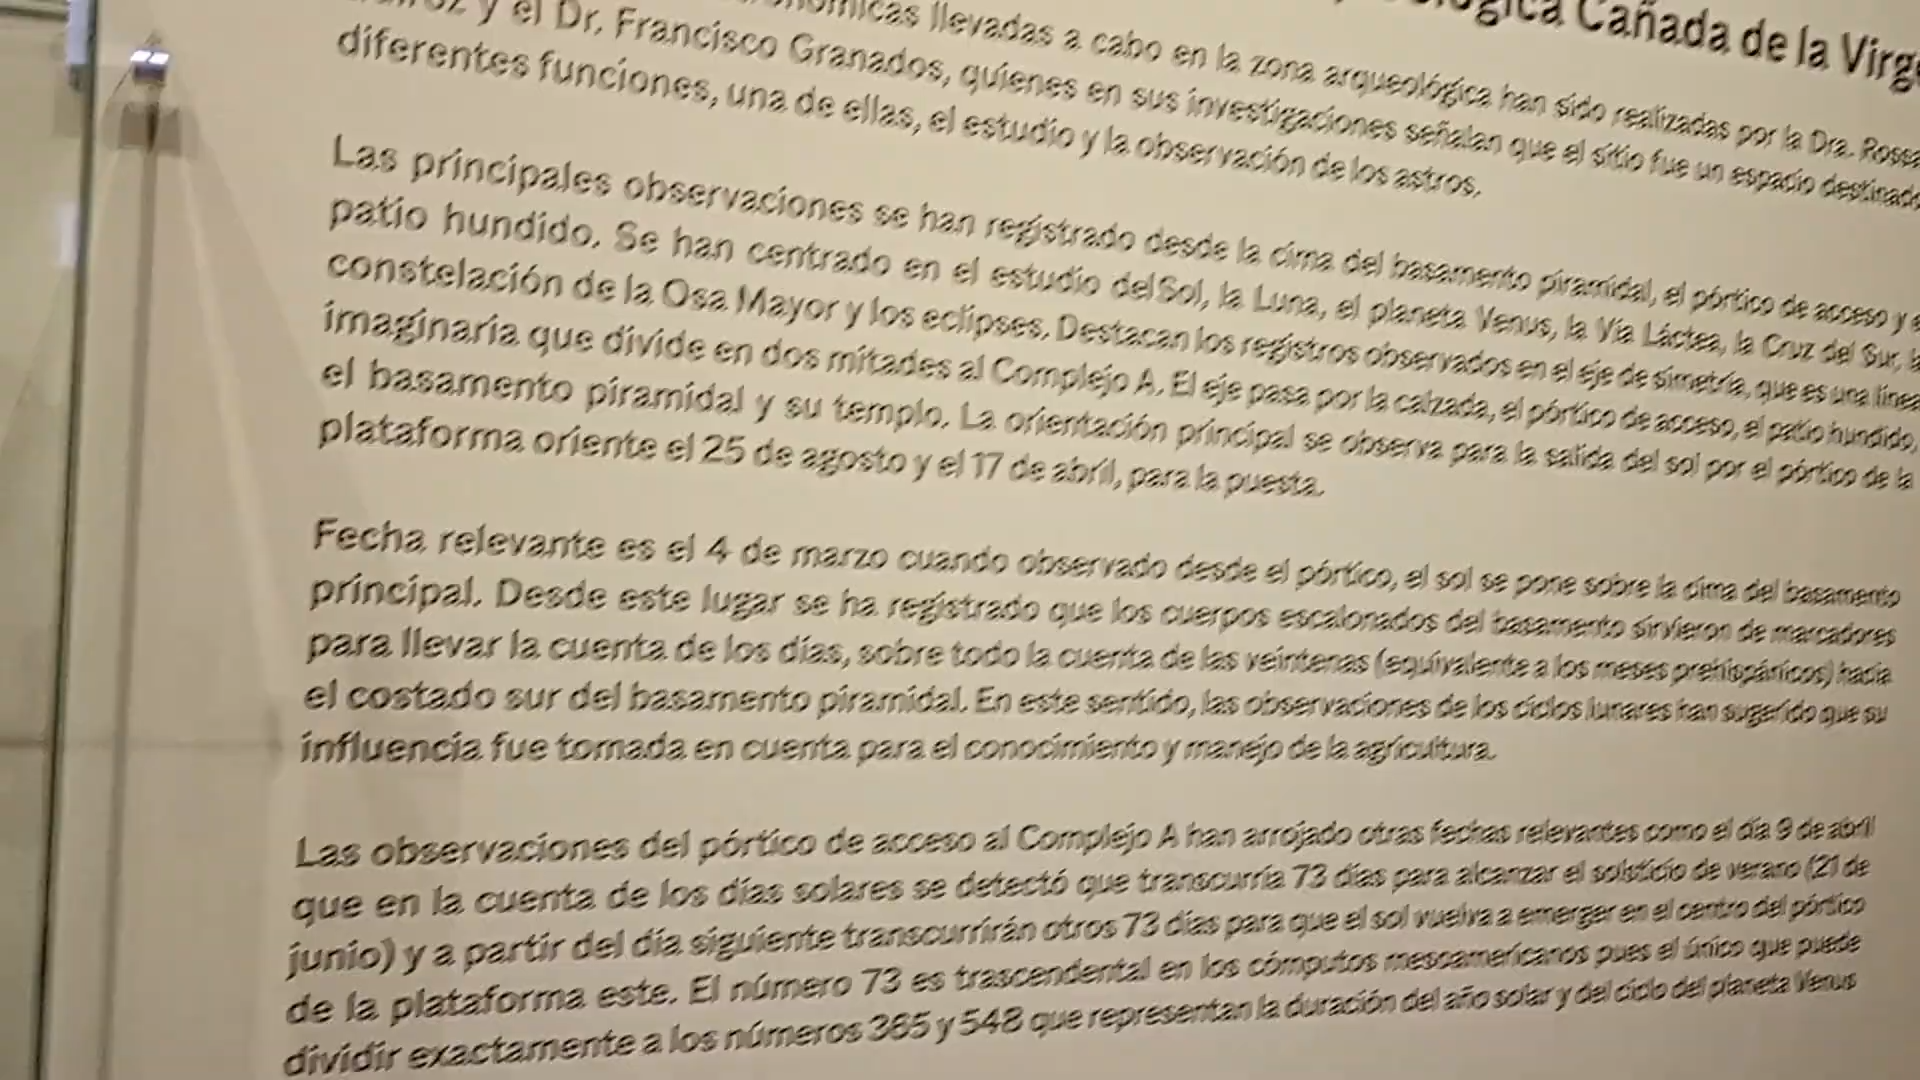 ógica Cañada de la Virge
llevadas a cabo en la zona arqueológica han sido realizadas por la Dra. Rossa
y el Dr. Francisco Granados, quienes en sus investigaciones señalan que el sitio fue un espacio destinado
diferentes funciones, una de ellas, el estudio y la observación de los astros.
Las principales observaciones se han registrado desde la cima del basamento piramidal, el pórtico de acceso y e
patio hundido. Se han centrado en el estudio del Sol, la Luna, el planeta Venus, la Vía Láctea, la Cruz del Sur, la
constelación de la Osa Mayor y los eclipses. Destacan los registros observados en el eje de simetría, que es una línea
imaginaria que divide en dos mitades al Complejo A. El eje pasa por la calzada, el pórtico de acceso, el patio hundido,
el basamento piramidal y su templo. La orientación principal se observa para la salida del sol por el pórtico de la
plataforma oriente el 25 de agosto y el 17 de abril, para la puesta.
Fecha relevante es el 4 de marzo cuando observado desde el pórtico, el sol se pone sobre la cima del basamento
principal. Desde este lugar se ha registrado que los cuerpos escalonados del basamento sirvieron de marcadores
para llevar la cuenta de los días, sobre todo la cuenta de las veintenas (equivalente a los meses prehispánicos) hacia
el costado sur del basamento piramidal. En este sentido, las observaciones de los ciclos lunares han sugerido que su
influencia fue tomada en cuenta para el conocimiento y manejo de la agricultura.
Las observaciones del pórtico de acceso al Complejo A han arrojado otras fechas relevantes como el día 9 de abril
que en la cuenta de los días solares se detectó que transcurría 73 días para alcanzar el solsticio de verano (21 de
junio) y a partir del día siguiente transcurrirán otros 73 días para que el sol vuelva a emerger en el centro del pórtico
de la plataforma este. El número 73 es trascendental en los cómputos mesoamericanos pues el único que puede
dividir exactamente a los números 365 y 548 que representan la duración del año solar y del ciclo del planeta Venus